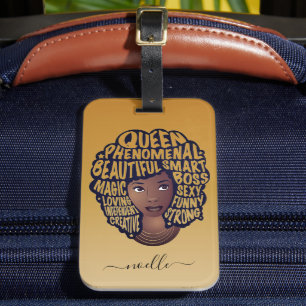 QUEEN
PHENOMENAL
BEAUTIFUL SMART
MAGIC BOSS
LOVING SEXY
INDEPENDENT FUNNY
CREATIVE STRONG
noelle